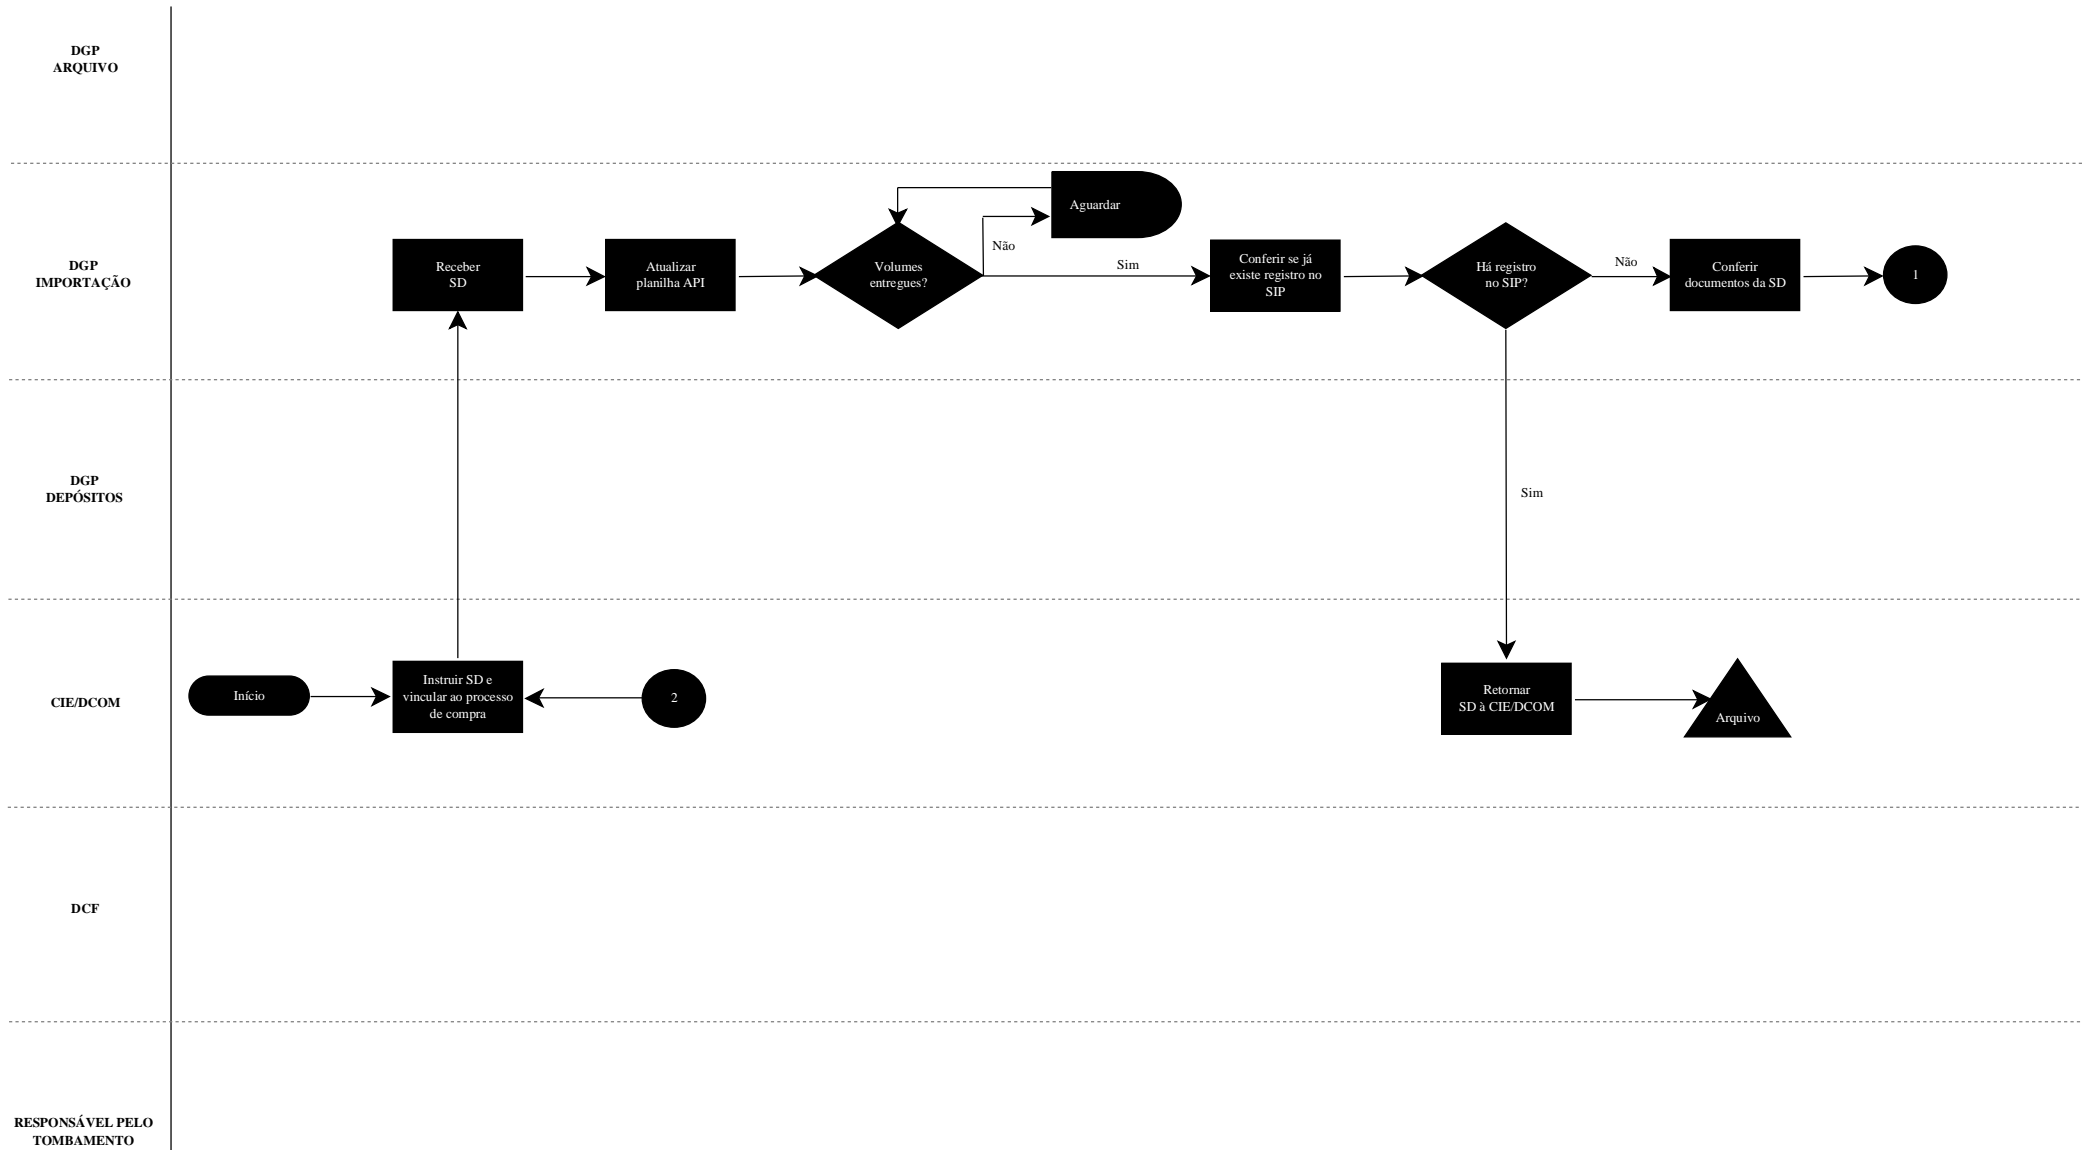 DGP
ARQUIVO
DGP
IMPORTAÇÃO
Receber
SD
Atualizar
planilha API
Volumes
entregues?
Não
Aguardar
Sim
Conferir se já
existe registro no
SIP
Há registro
no SIP?
Não
Conferir
documentos da SD
1
DGP
DEPÓSITOS
Sim
CIE/DCOM
Início
Instruir SD e
vincular ao processo
de compra
2
Retornar
SD à CIE/DCOM
Arquivo
DCF
RESPONSÁVEL PELO
TOMBAMENTO